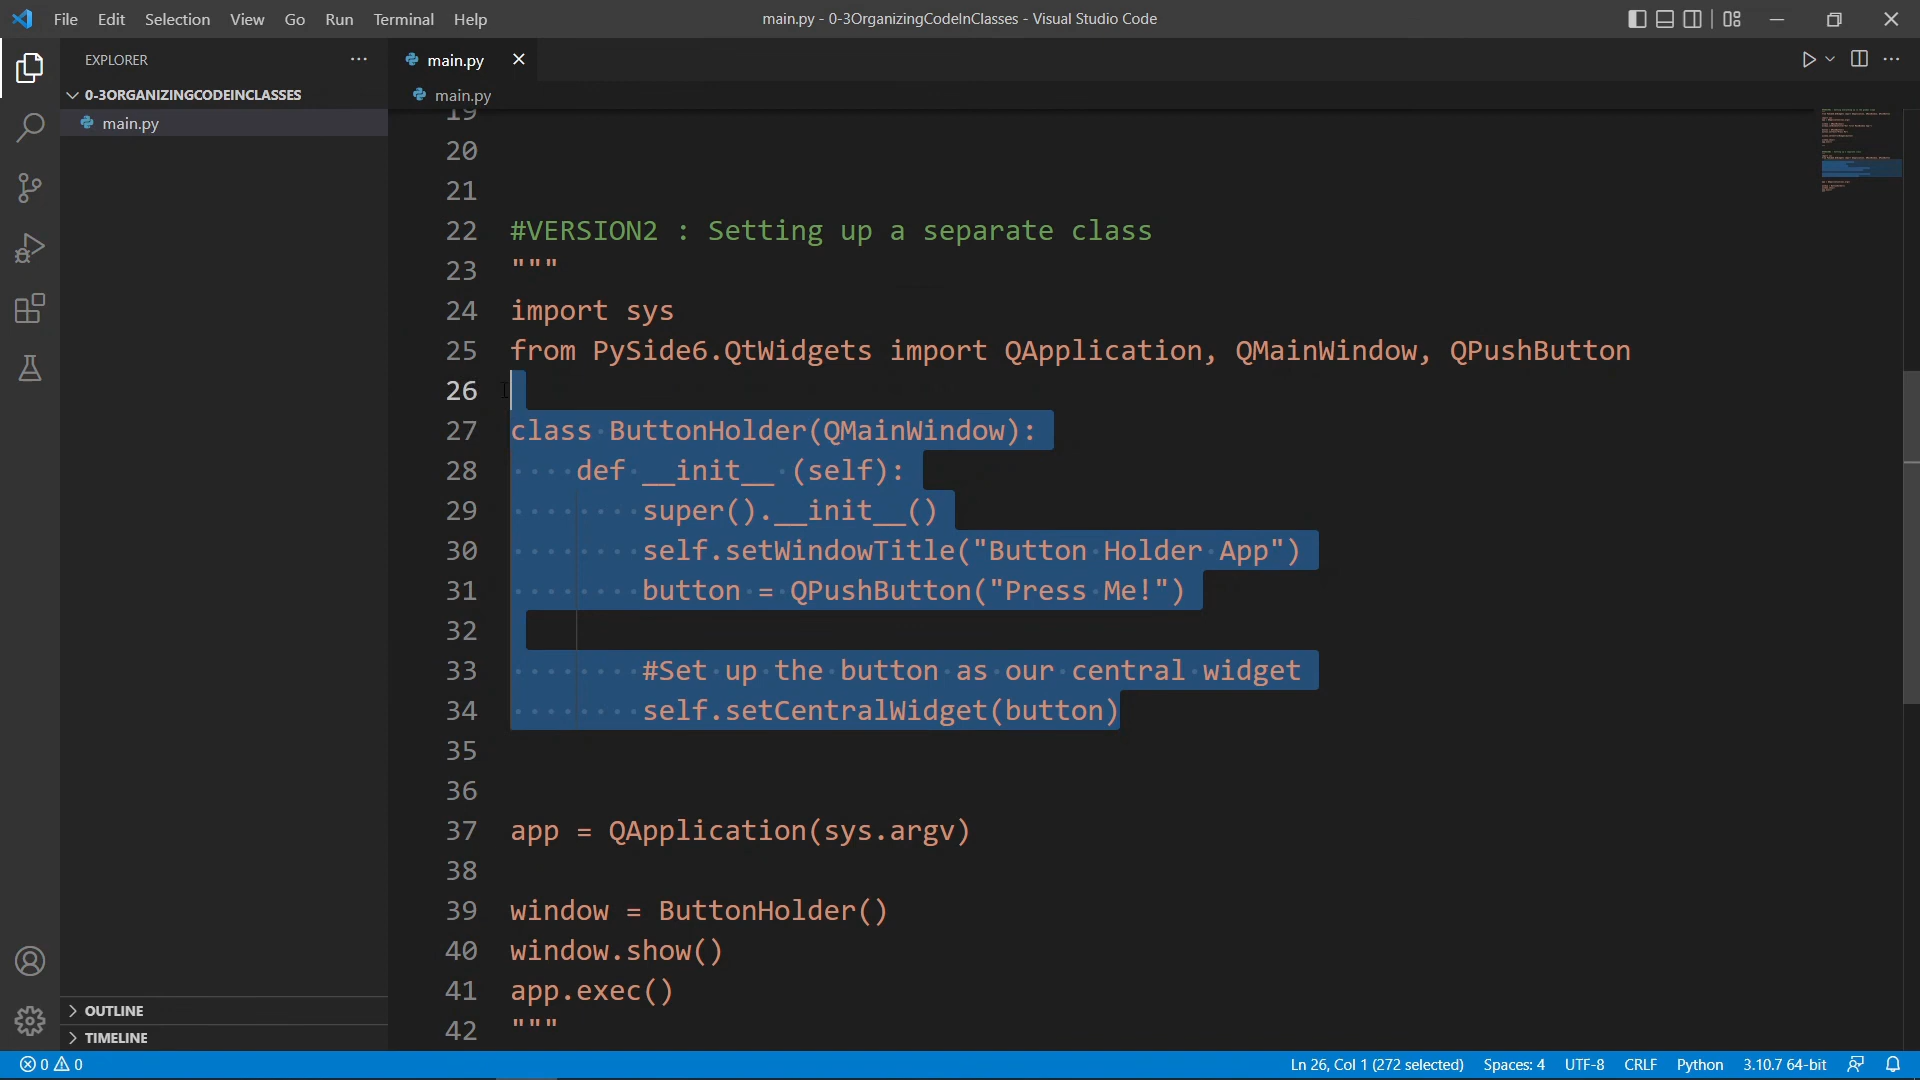 File Edit Selection View Go Run Terminal Help
main.py - 0-3OrganizingCodeInClasses - Visual Studio Code
EXPLORER
0-3ORGANIZINGCODEINCLASSES
main.py
main.py
main.py
19
20
21
22 #VERSION2 : Setting up a separate class
23 """
24 import sys
25 from PySide6.QtWidgets import QApplication, QMainWindow, QPushButton
26
27 class ButtonHolder(QMainWindow):
28 def __init__ (self):
29 super().__init__()
30 self.setWindowTitle("Button Holder App")
31 button = QPushButton("Press Me!")
32
33 #Set up the button as our central widget
34 self.setCentralWidget(button)
35
36
37 app = QApplication(sys.argv)
38
39 window = ButtonHolder()
40 window.show()
41 app.exec()
42 """
OUTLINE
TIMELINE
0 0
Ln 26, Col 1 (272 selected) Spaces: 4 UTF-8 CRLF Python 3.10.7 64-bit